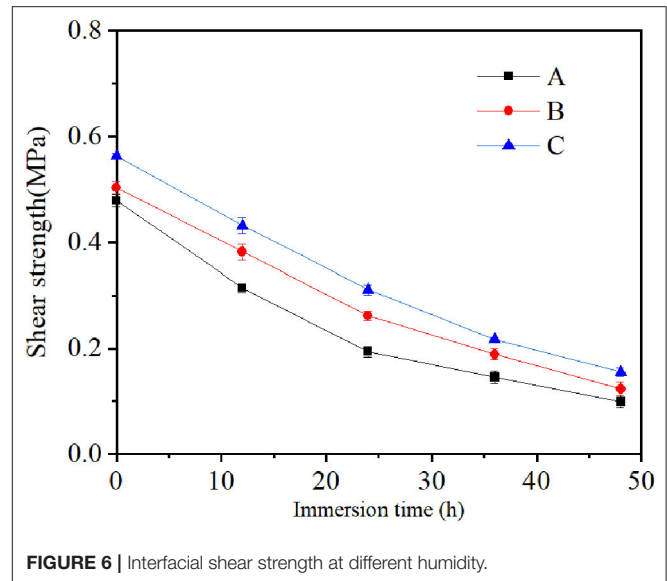 0.8
0.6
0.4
0.2
0.0
Shear strength(MPa)
A
B
C
0 10 20 30 40 50
Immersion time (h)
FIGURE 6 | Interfacial shear strength at different humidity.